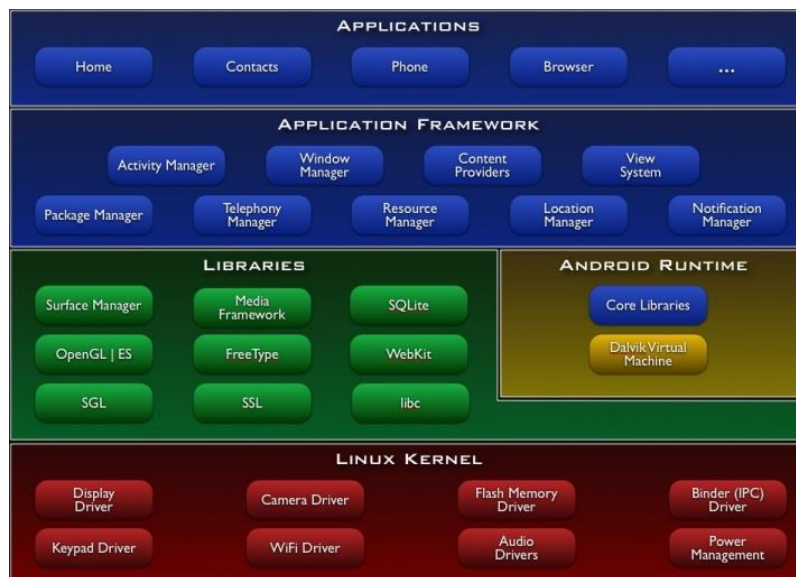 APPLICATIONS
Home
Contacts
Phone
Browser
...
APPLICATION FRAMEWORK
Activity Manager
Window
Manager
Content
Providers
View
System
Package Manager
Telephony
Manager
Resource
Manager
Location
Manager
Notification
Manager
LIBRARIES
Surface Manager
Media
Framework
SQLite
OpenGL | ES
FreeType
WebKit
SGL
SSL
libc
ANDROID RUNTIME
Core Libraries
Dalvik Virtual
Machine
LINUX KERNEL
Display
Driver
Camera Driver
Flash Memory
Driver
Binder (IPC)
Driver
Keypad Driver
WiFi Driver
Audio
Drivers
Power
Management